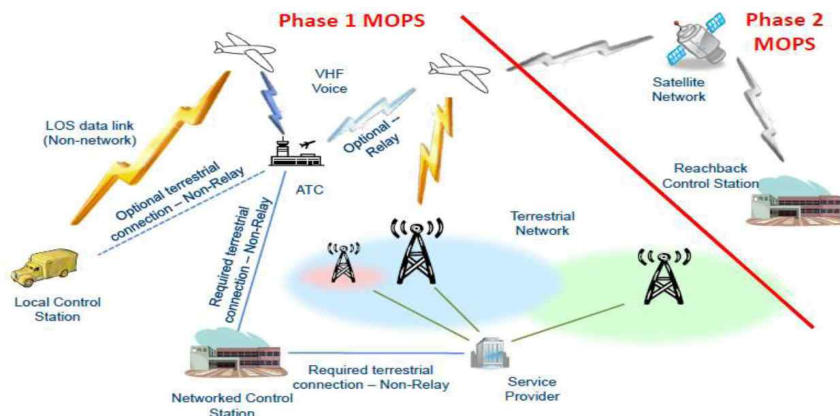 Phase 1 MOPS
Phase 2
MOPS
VHF
Voice
Satellite
Network
LOS data link
(Non-network)
Optional –
Relay
Optional terrestrial
connection – Non-Relay
ATC
Reachback
Control Station
Required terrestrial
connection – Non-Relay
Terrestrial
Network
Local Control
Station
Required terrestrial
connection – Non-Relay
Service
Provider
Networked Control
Station